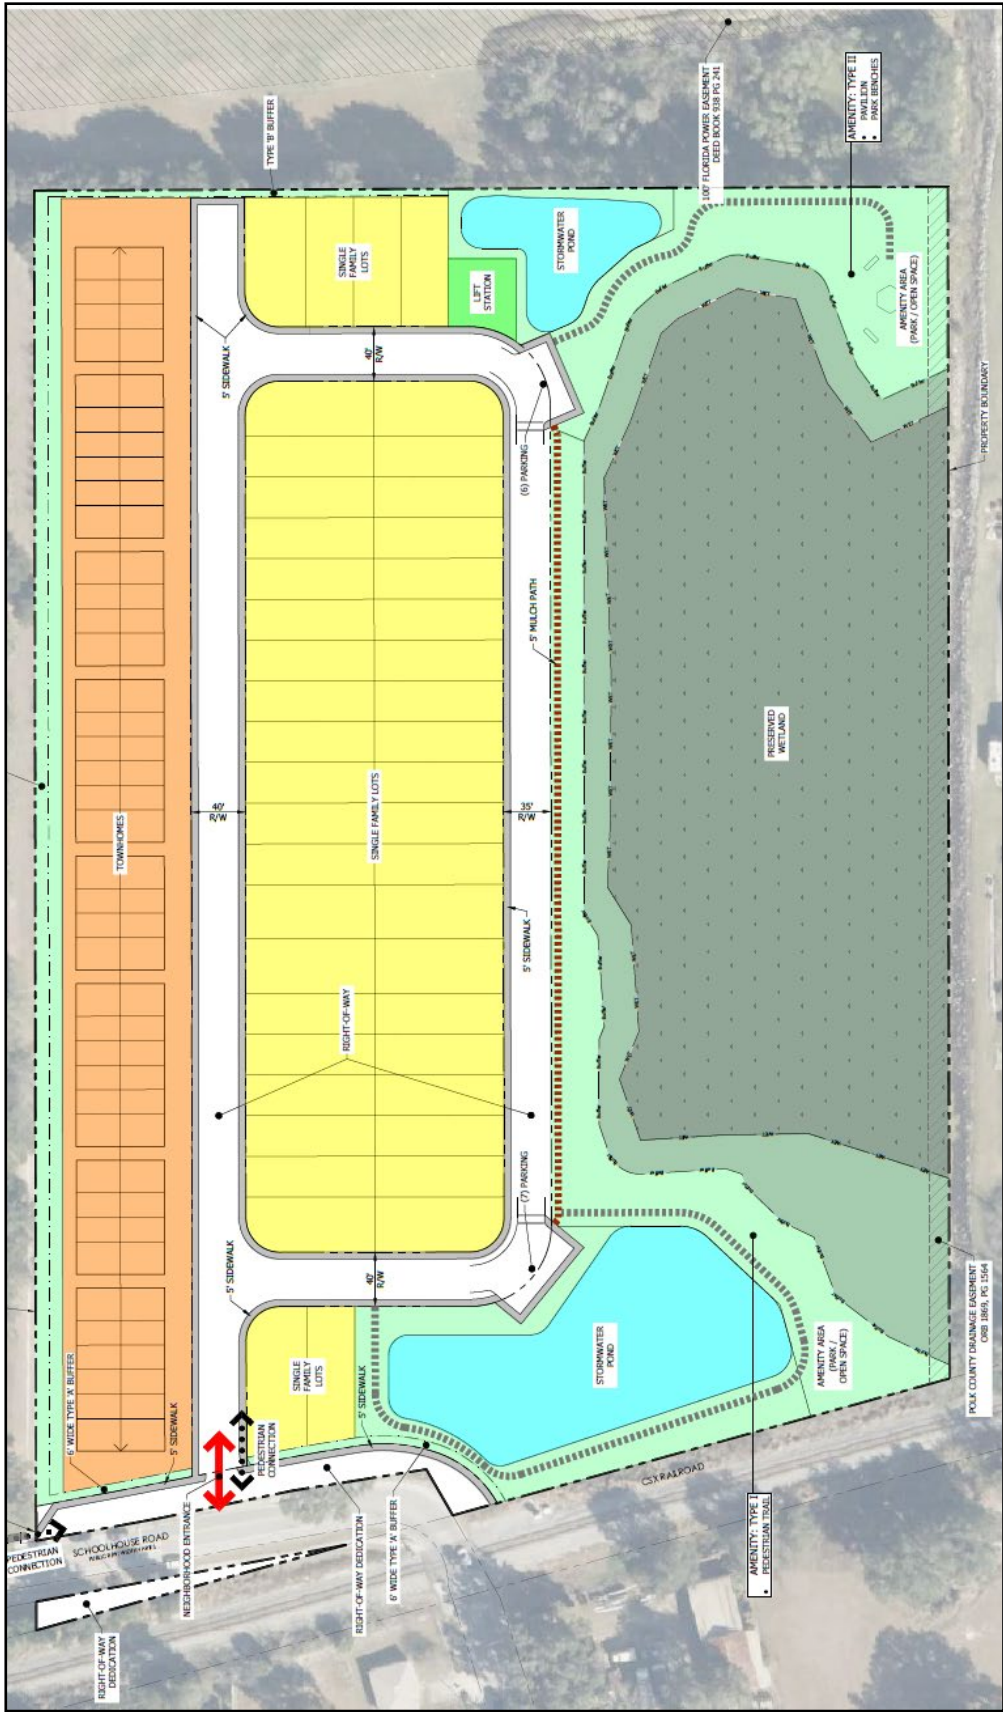 RIGHT-OF-WAY
DEDICATION
PEDESTRIAN
CONNECTION
SCHOOLHOUSE ROAD
6' WIDE TYPE 'A' BUFFER
5' SIDEWALK
TOWNHOMES
NEIGHBORHOOD ENTRANCE
PEDESTRIAN
CONNECTION
5' SIDEWALK
40'
R/W
5' SIDEWALK
TYPE 'B' BUFFER
SINGLE
FAMILY
LOTS
RIGHT-OF-WAY
SINGLE FAMILY LOTS
SINGLE
FAMILY
LOTS
RIGHT-OF-WAY DEDICATION
5' SIDEWALK
40'
R/W
40'
R/W
6' WIDE TYPE 'A' BUFFER
LIFT
STATION
(7) PARKING
5' SIDEWALK
35'
R/W
5' MULCH PATH
(6) PARKING
STORMWATER
POND
STORMWATER
POND
CSX RAILROAD
100' FLORIDA POWER EASEMENT
DEED BOOK 938 PG 241
AMENITY: TYPE I
• PEDESTRIAN TRAIL
PRESERVED
WETLAND
AMENITY: TYPE II
• PAVILION
• PARK BENCHES
AMENITY AREA
(PARK /
OPEN SPACE)
AMENITY AREA
(PARK / OPEN SPACE)
POLK COUNTY DRAINAGE EASEMENT
ORB 1869, PG 1564
PROPERTY BOUNDARY